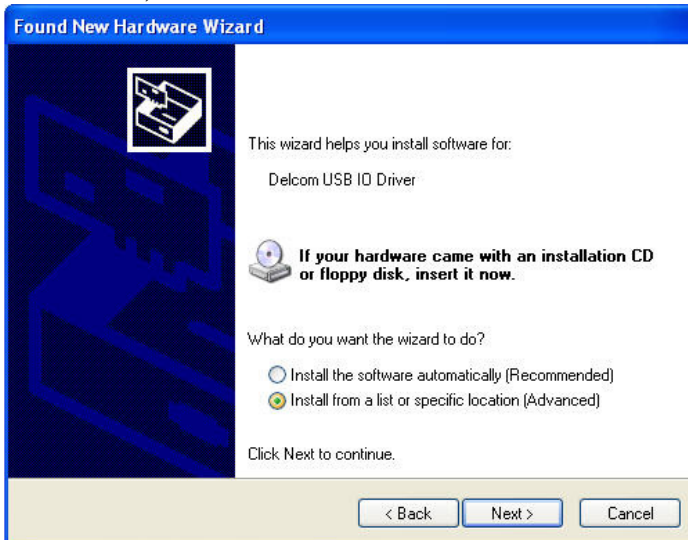 Found New Hardware Wizard
This wizard helps you install software for:
Delcom USB IO Driver
If your hardware came with an installation CD
or floppy disk, insert it now.
What do you want the wizard to do?
Install the software automatically (Recommended)
Install from a list or specific location (Advanced)
Click Next to continue.
< Back
Next >
Cancel